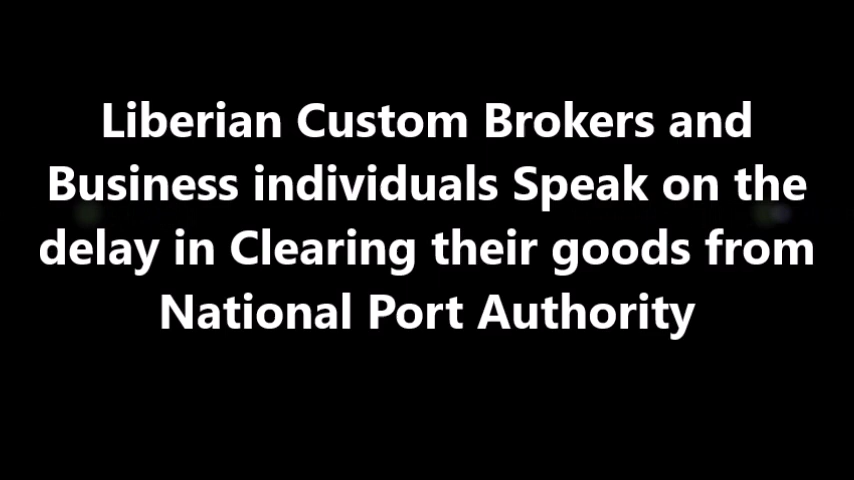 Liberian Custom Brokers and
Business individuals Speak on the
delay in Clearing their goods from
National Port Authority